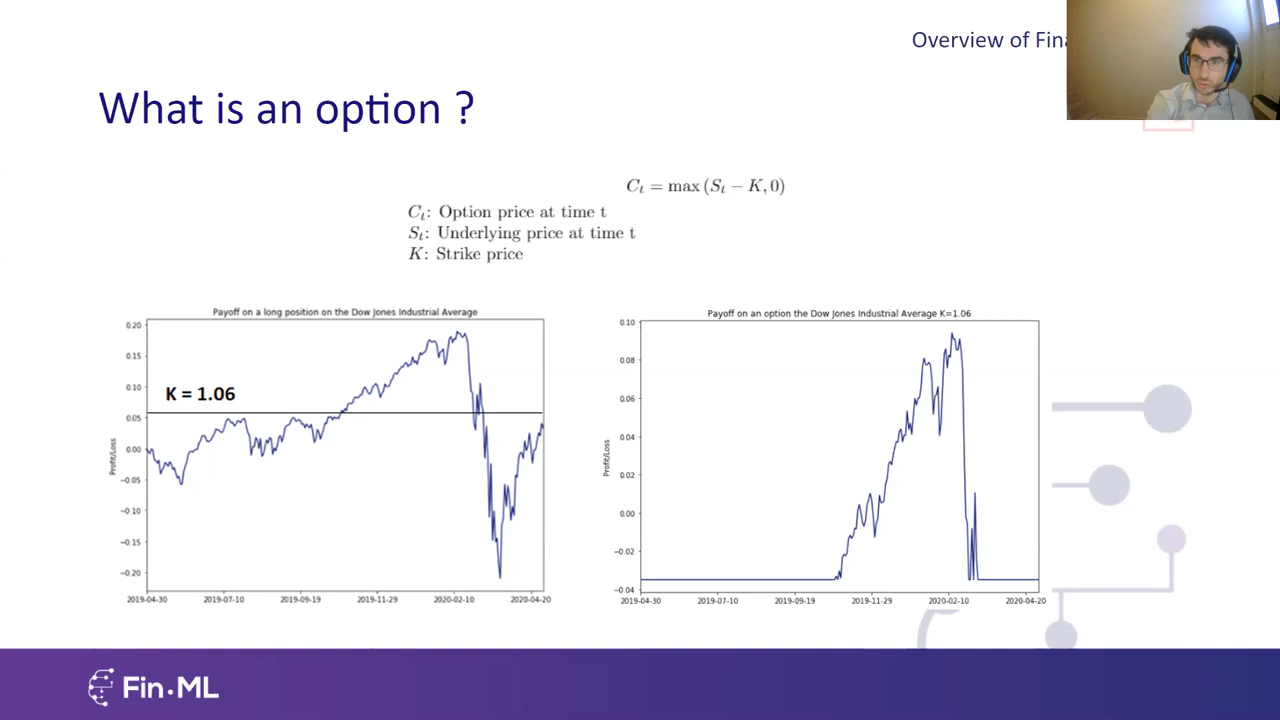 Overview of
What is an option ?
C_t = max (S_t − K, 0)
C_t: Option price at time t
S_t: Underlying price at time t
K: Strike price
Payoff on a long position on the Dow Jones Industrial Average
0.20
0.15
0.10
0.05
0.00
−0.05
−0.10
−0.15
−0.20
Profit/Loss
K = 1.06
2019-04-30 2019-07-10 2019-09-19 2019-11-29 2020-02-10 2020-04-20
Payoff on an option the Dow Jones Industrial Average K=1.06
0.10
0.08
0.06
0.04
0.02
0.00
−0.02
−0.04
Profit/Loss
2019-04-30 2019-07-10 2019-09-19 2019-11-29 2020-02-10 2020-04-20
Fin·ML